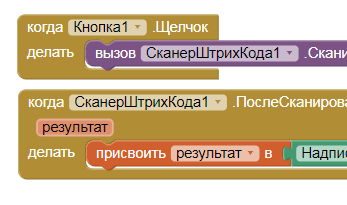 когда Кнопка1 .Щелчок
делать вызов СканерШтрихКода1 .Скани
когда СканерШтрихКода1 .ПослеСканирова
результат
делать присвоить результат в Надпис